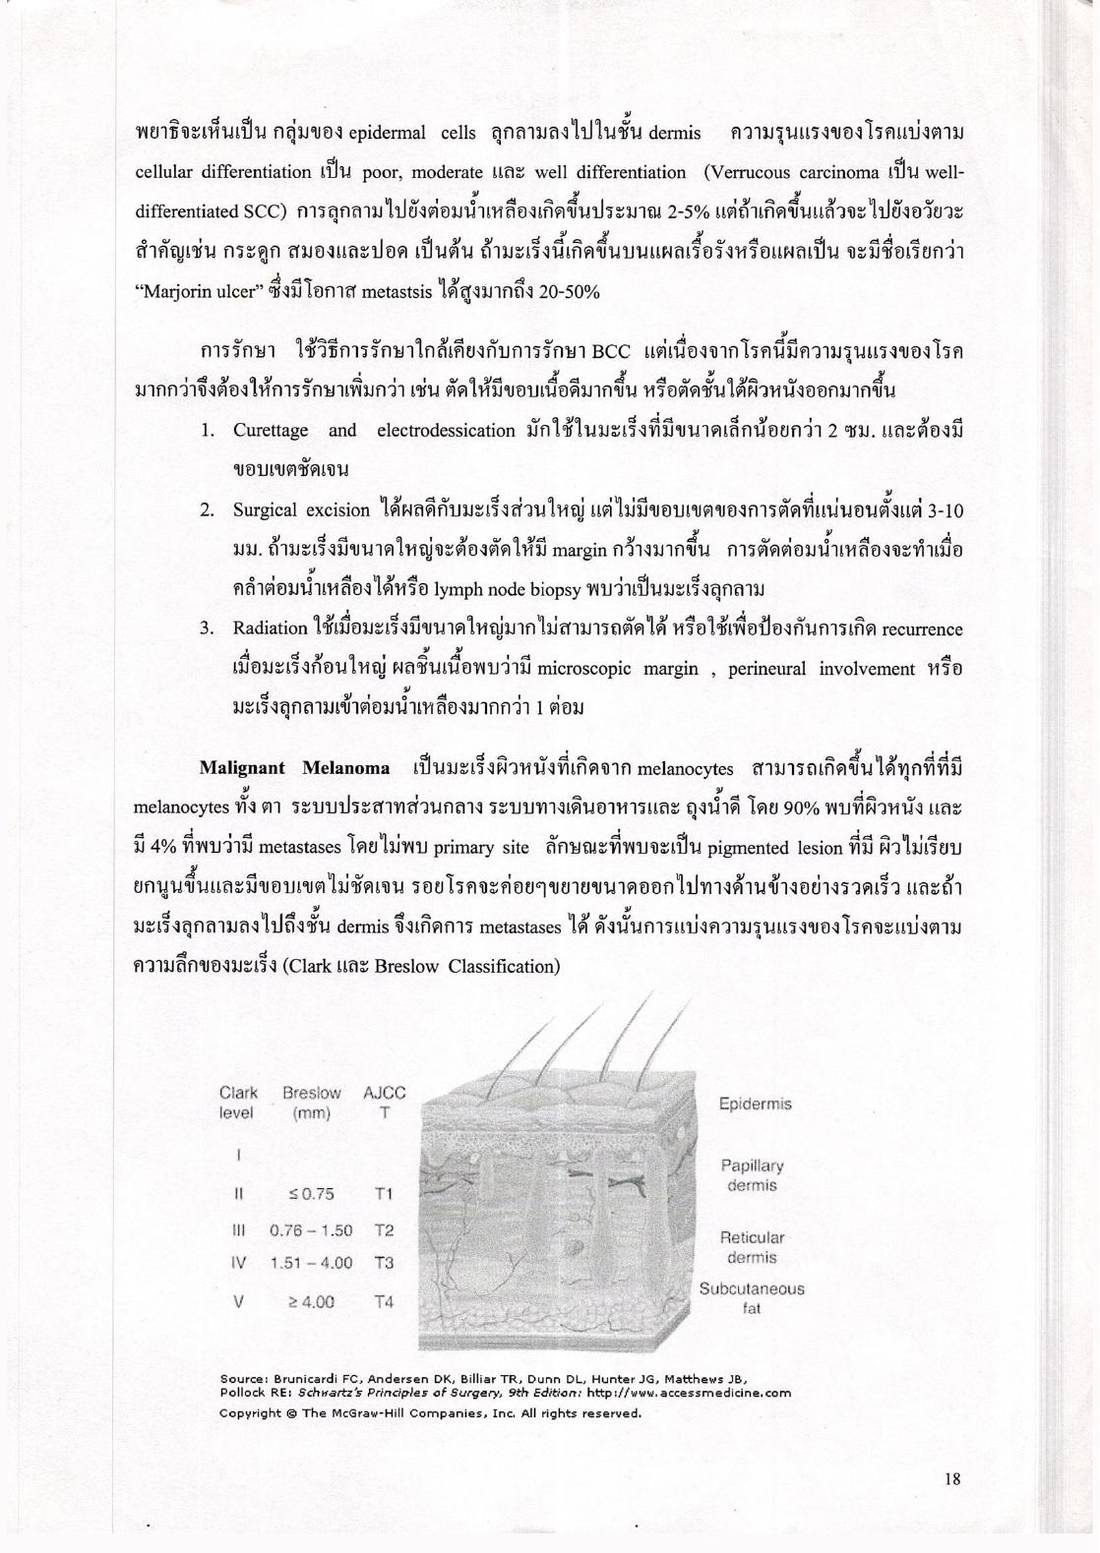 พยาธิจะเห็นเป็น กลุ่มของ epidermal cells ลุกลามลงไปในชั้น dermis ความรุนแรงของโรคแบ่งตาม
cellular differentiation เป็น poor, moderate และ well differentiation (Verrucous carcinoma เป็น well-
differentiated SCC) การลุกลามไปยังต่อมน้ำเหลืองเกิดขึ้นประมาณ 2-5% แต่ถ้าเกิดขึ้นแล้วจะไปยังอวัยวะ
สำคัญเช่น กระดูก สมองและปอด เป็นต้น ถ้ามะเร็งนี้เกิดขึ้นบนแผลเรื้อรังหรือแผลเป็น จะมีชื่อเรียกว่า
“Marjorin ulcer” ซึ่งมีโอกาส metastsis ได้สูงมากถึง 20-50%
การรักษา ใช้วิธีการรักษาใกล้เคียงกับการรักษา BCC แต่เนื่องจากโรคนี้มีความรุนแรงของโรค
มากกว่าจึงต้องให้การรักษาเพิ่มกว่า เช่น ตัดให้มีขอบเนื้อดีมากขึ้น หรือตัดชั้นใต้ผิวหนังออกมากขึ้น
1. Curettage and electrodessication มักใช้ในมะเร็งที่มีขนาดเล็กน้อยกว่า 2 ซม. และต้องมี
ขอบเขตชัดเจน
2. Surgical excision ได้ผลดีกับมะเร็งส่วนใหญ่ แต่ไม่มีขอบเขตของการตัดที่แน่นอนตั้งแต่ 3-10
มม. ถ้ามะเร็งมีขนาดใหญ่จะต้องตัดให้มี margin กว้างมากขึ้น การตัดต่อมน้ำเหลืองจะทำเมื่อ
คลำต่อมน้ำเหลืองได้หรือ lymph node biopsy พบว่าเป็นมะเร็งลุกลาม
3. Radiation ใช้เมื่อมะเร็งมีขนาดใหญ่มากไม่สามารถตัดได้ หรือใช้เพื่อป้องกันการเกิด recurrence
เมื่อมะเร็งก้อนใหญ่ ผลชิ้นเนื้อพบว่ามี microscopic margin , perineural involvement หรือ
มะเร็งลุกลามเข้าต่อมน้ำเหลืองมากกว่า 1 ต่อม
Malignant Melanoma เป็นมะเร็งผิวหนังที่เกิดจาก melanocytes สามารถเกิดขึ้นได้ทุกที่ที่มี
melanocytes ทั้ง ตา ระบบประสาทส่วนกลาง ระบบทางเดินอาหารและ ถุงน้ำดี โดย 90% พบที่ผิวหนัง และ
มี 4% ที่พบว่ามี metastases โดยไม่พบ primary site ลักษณะที่พบจะเป็น pigmented lesion ที่มี ผิวไม่เรียบ
ยกนูนขึ้นและมีขอบเขตไม่ชัดเจน รอยโรคจะค่อยๆขยายขนาดออกไปทางด้านข้างอย่างรวดเร็ว และถ้า
มะเร็งลุกลามลงไปถึงชั้น dermis จึงเกิดการ metastases ได้ ดังนั้นการแบ่งความรุนแรงของโรคจะแบ่งตาม
ความลึกของมะเร็ง (Clark และ Breslow Classification)
Clark Breslow AJCC
level (mm) T
Epidermis
I
Papillary
dermis
II ≤ 0.75 T1
III 0.76 – 1.50 T2
Reticular
dermis
IV 1.51 – 4.00 T3
Subcutaneous
fat
V ≥ 4.00 T4
Source: Brunicardi FC, Andersen DK, Billiar TR, Dunn DL, Hunter JG, Matthews JB,
Pollock RE: Schwartz's Principles of Surgery, 9th Edition: http://www.accessmedicine.com
Copyright © The McGraw-Hill Companies, Inc. All rights reserved.
18